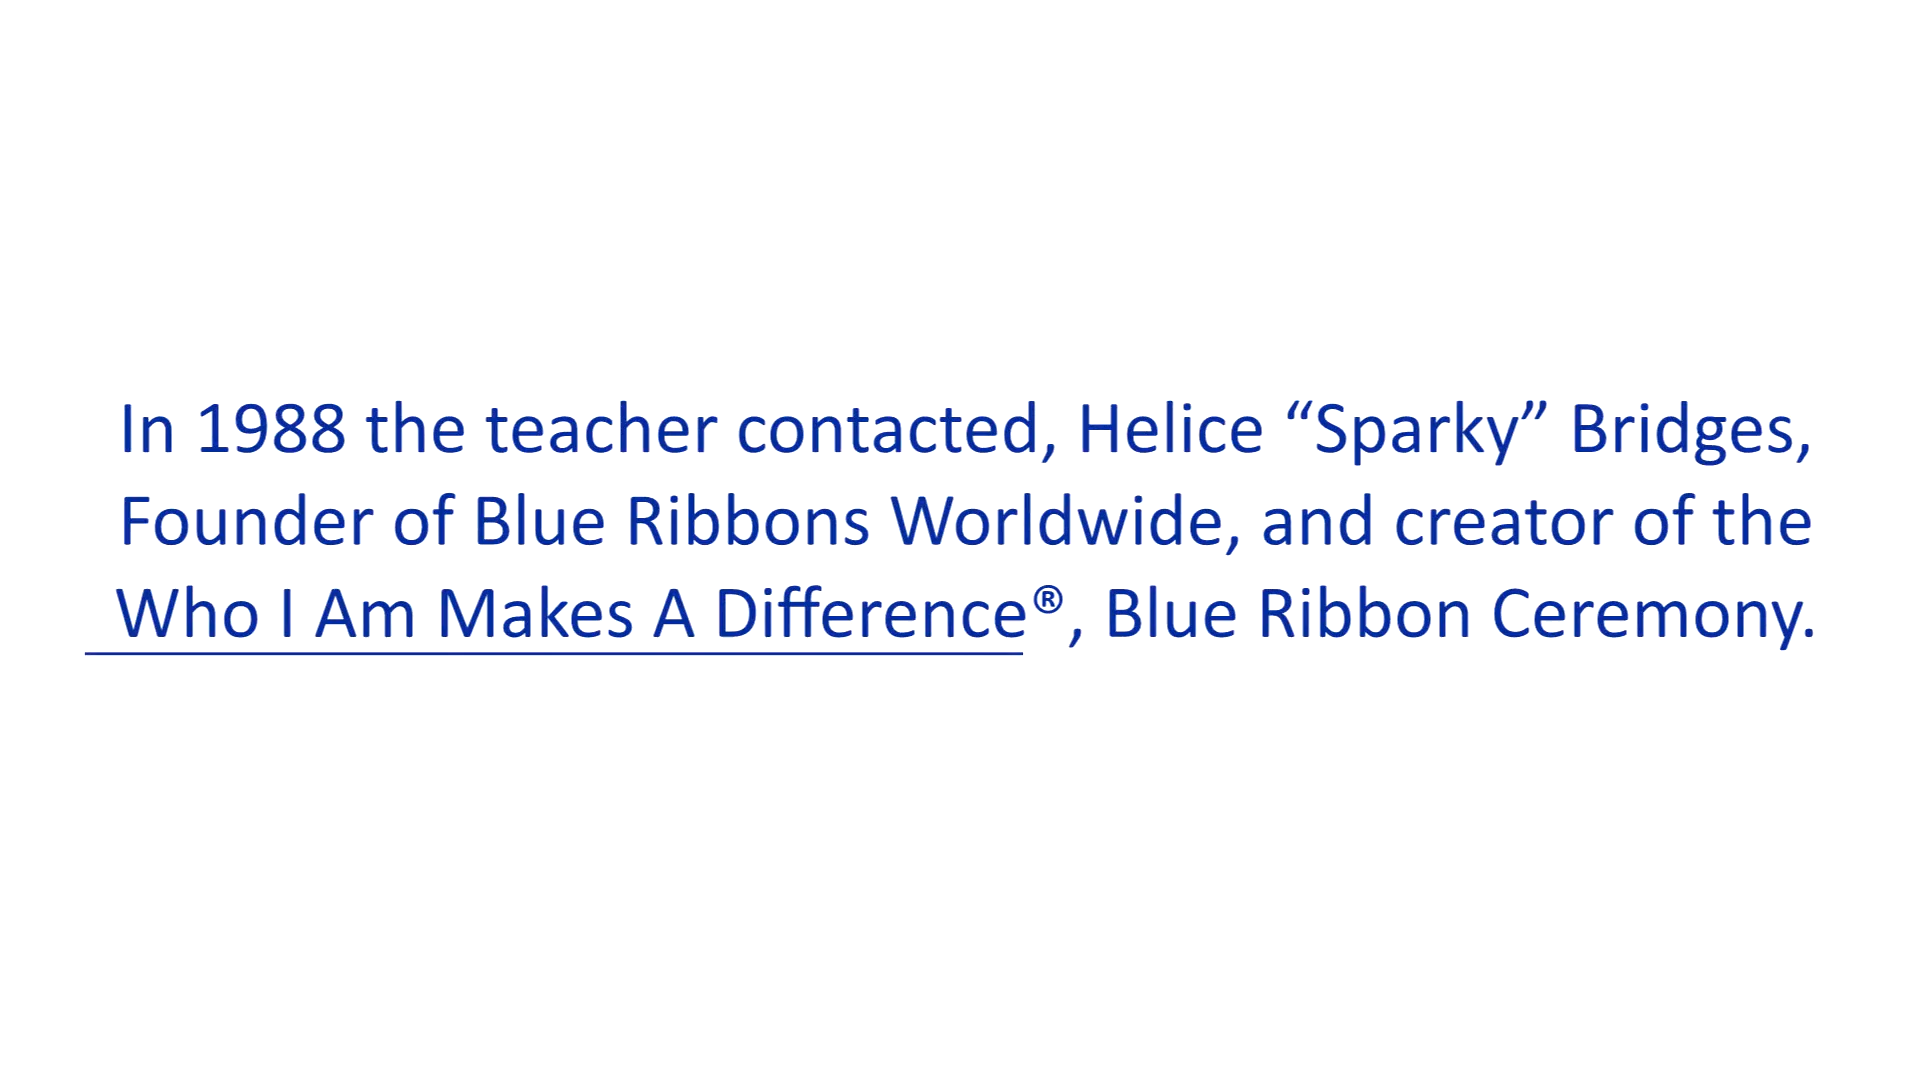 In 1988 the teacher contacted, Helice “Sparky” Bridges,
Founder of Blue Ribbons Worldwide, and creator of the
Who I Am Makes A Difference®, Blue Ribbon Ceremony.